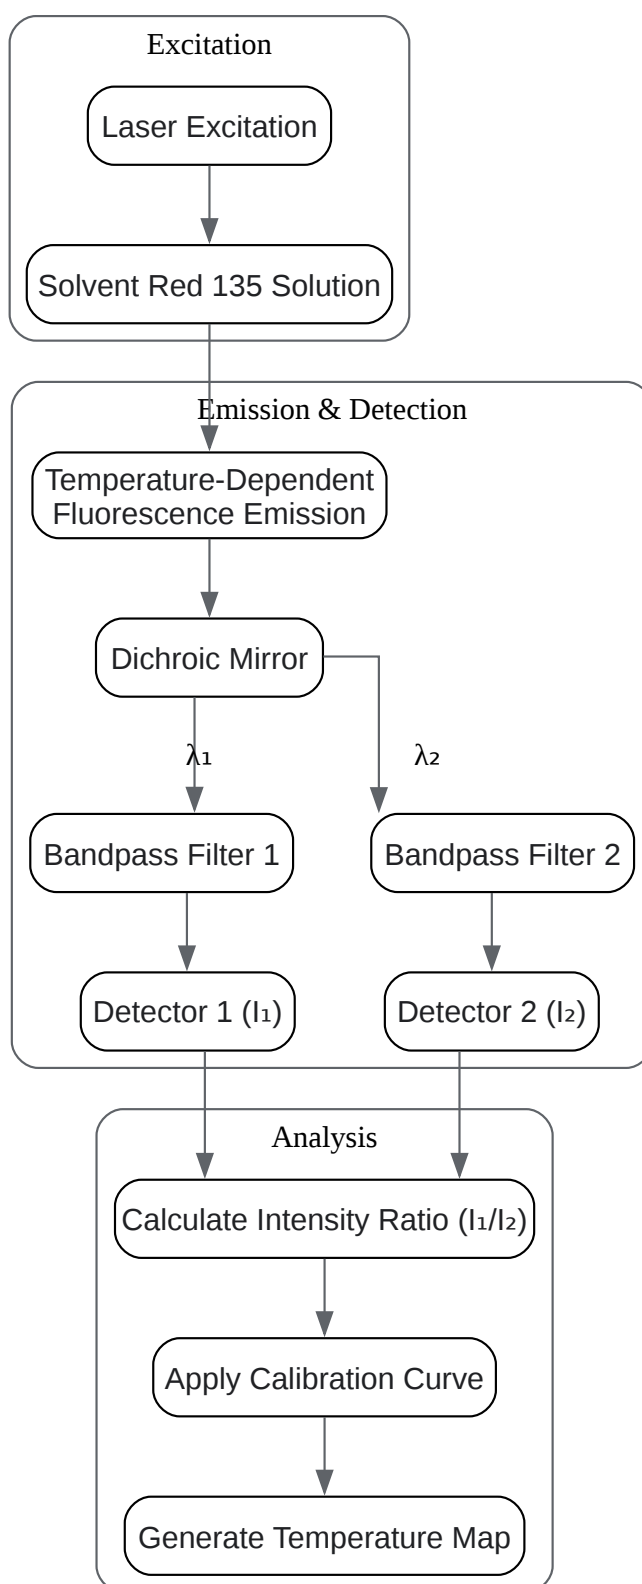 Excitation
Laser Excitation
Solvent Red 135 Solution
Emission & Detection
Temperature-Dependent
Fluorescence Emission
Dichroic Mirror
λ₁
λ₂
Bandpass Filter 1
Bandpass Filter 2
Detector 1 (I₁)
Detector 2 (I₂)
Analysis
Calculate Intensity Ratio (I₁/I₂)
Apply Calibration Curve
Generate Temperature Map